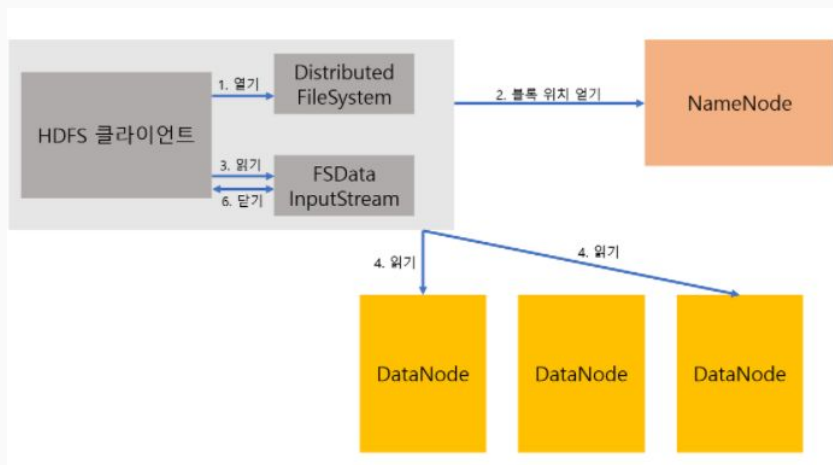 1. 열기
Distributed
FileSystem
2. 블록 위치 얻기
NameNode
HDFS 클라이언트
3. 읽기
FSData
InputStream
6. 닫기
4. 읽기
4. 읽기
DataNode
DataNode
DataNode